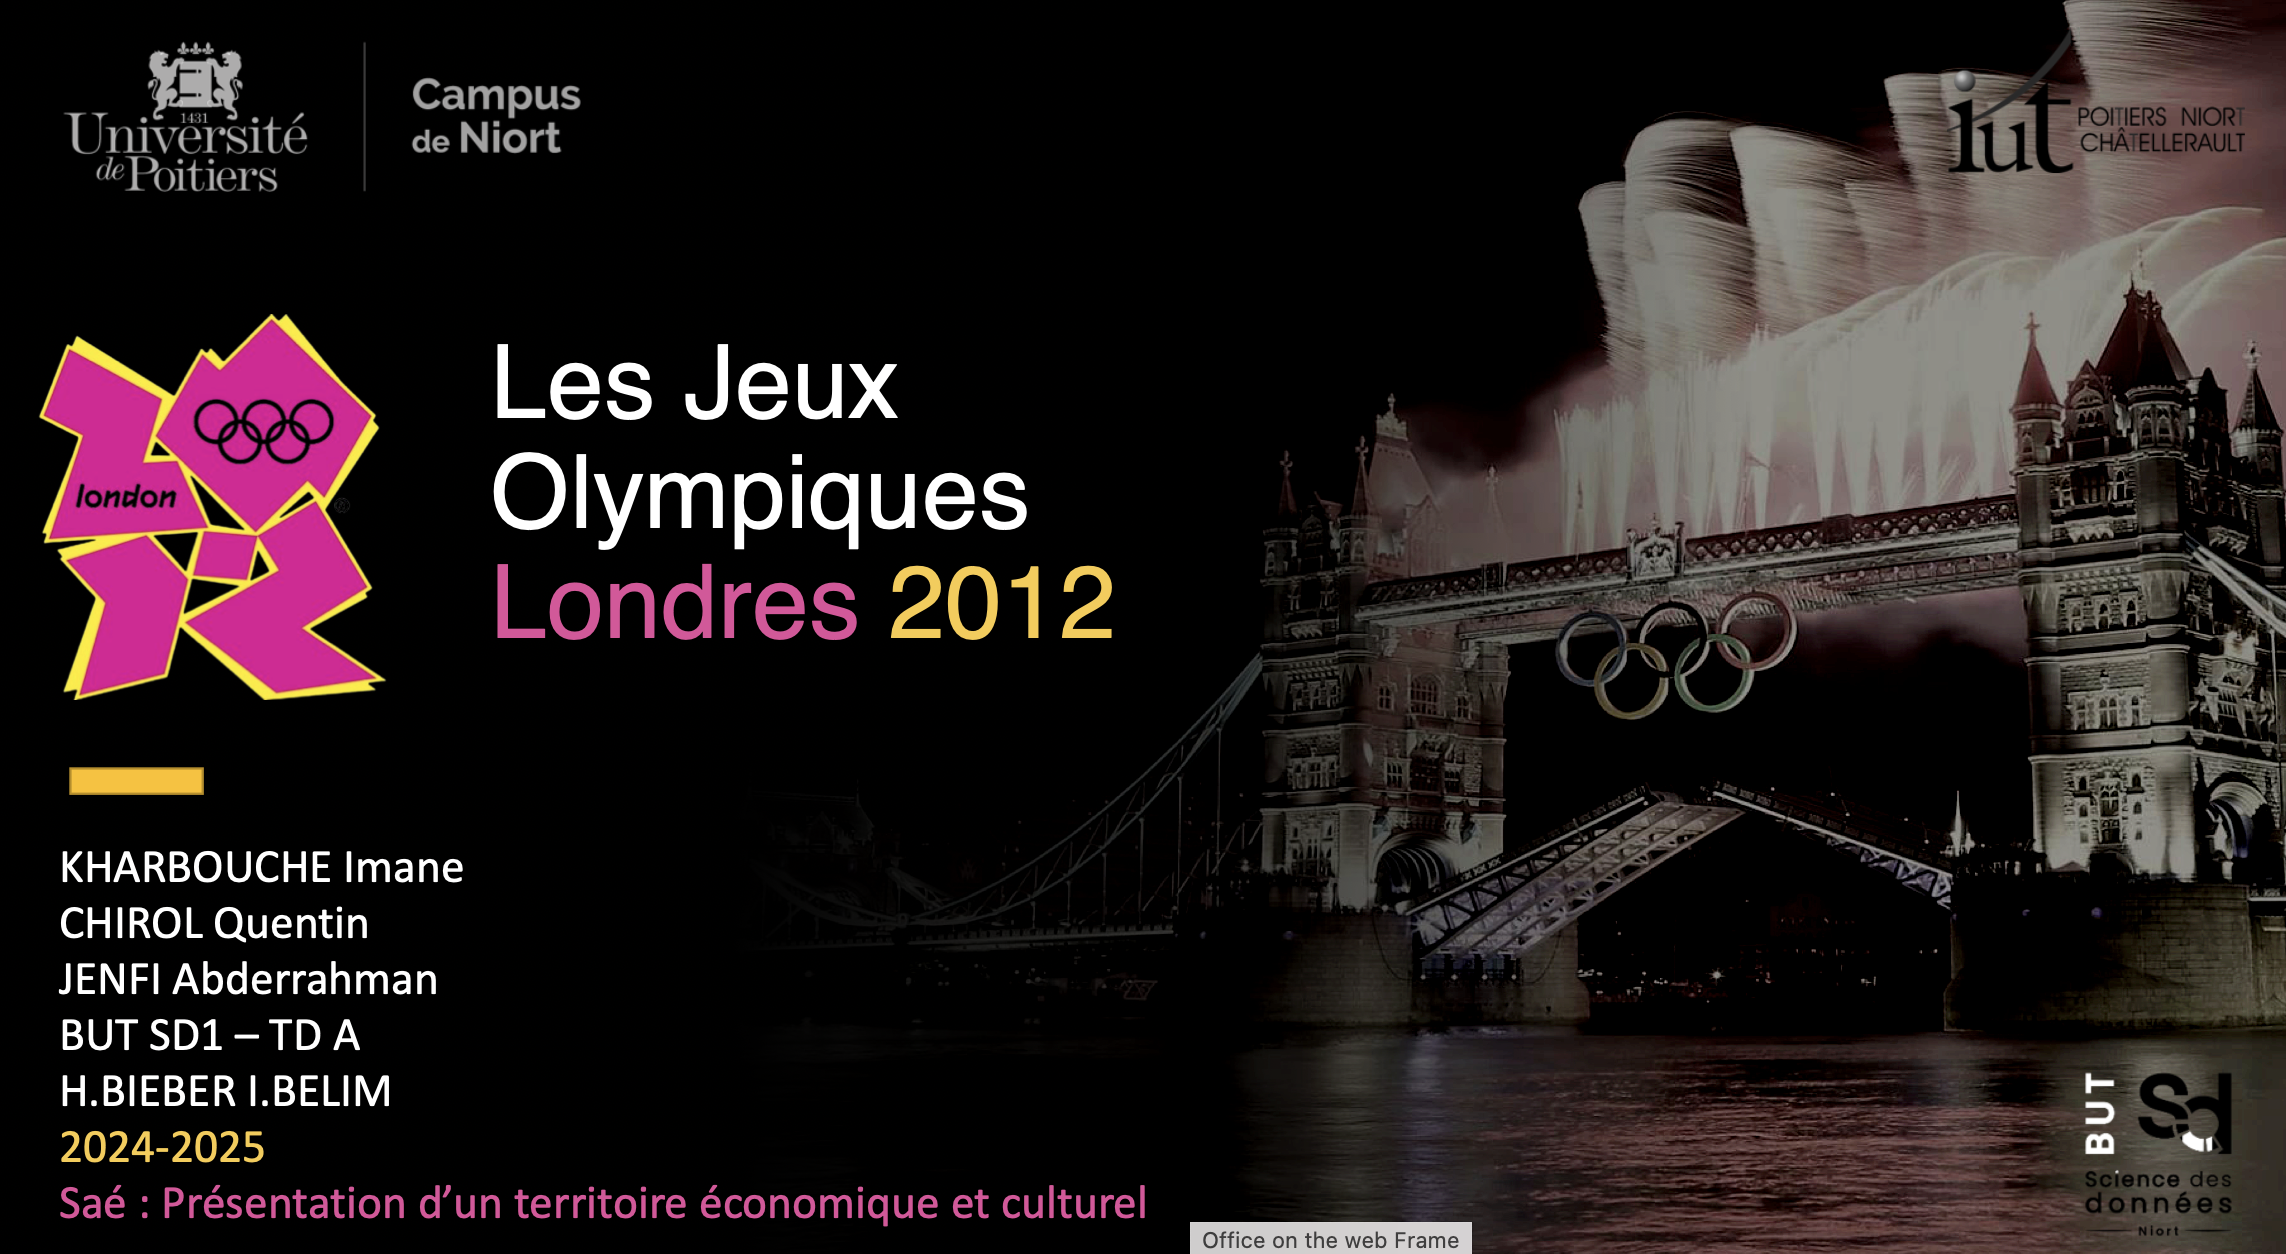 1431
Université
de Poitiers
Campus
de Niort
iut
POITIERS NIORT
CHÂTELLERAULT
london
Les Jeux
Olympiques
Londres 2012
KHARBOUCHE Imane
CHIROL Quentin
JENFI Abderrahman
BUT SD1 – TD A
H.BIEBER I.BELIM
2024-2025
Saé : Présentation d’un territoire économique et culturel
BUT
Sd
Science des
données
Niort
Office on the web Frame